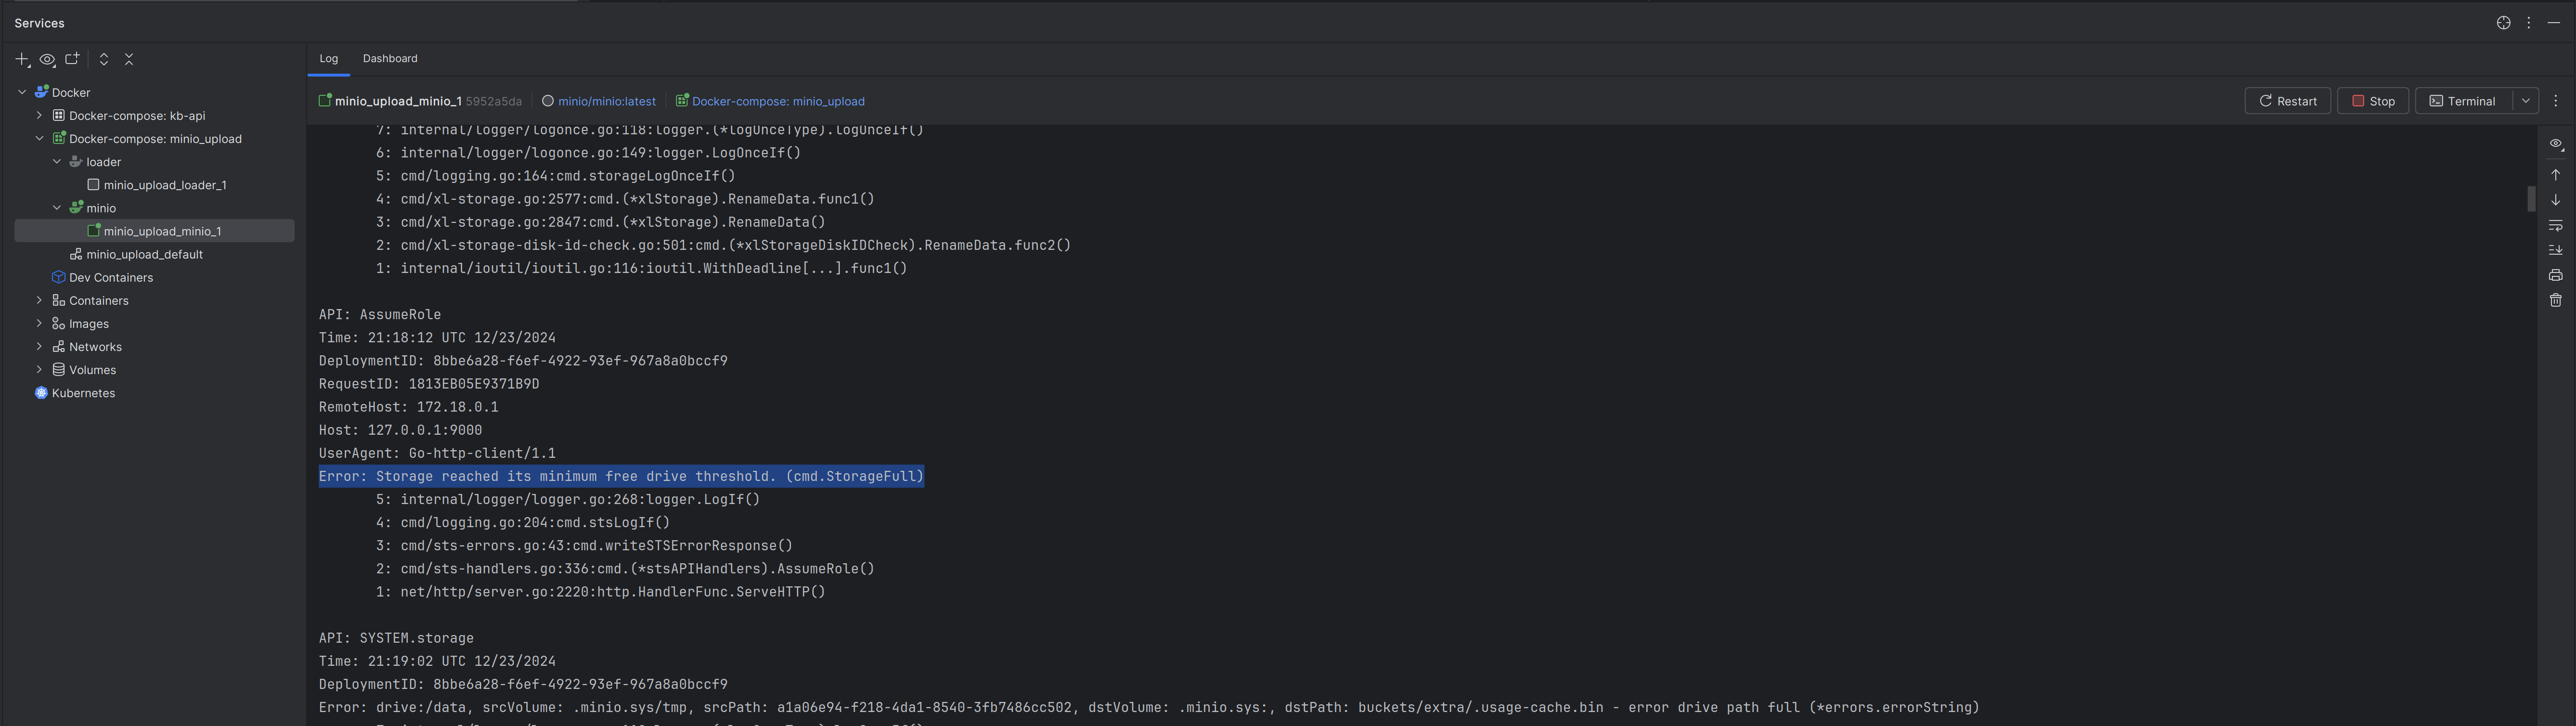 Services
Log
Dashboard
Docker
Docker-compose: kb-api
Docker-compose: minio_upload
loader
minio_upload_loader_1
minio
minio_upload_minio_1
minio_upload_default
Dev Containers
Containers
Images
Networks
Volumes
Kubernetes
minio_upload_minio_1 5952a5da
minio/minio:latest
Docker-compose: minio_upload
Restart
Stop
Terminal
7: internal/logger/logonce.go:118:logger.(*logOnceType).logOnceIf()
6: internal/logger/logonce.go:149:logger.LogOnceIf()
5: cmd/logging.go:164:cmd.storageLogOnceIf()
4: cmd/xl-storage.go:2577:cmd.(*xlStorage).RenameData.func1()
3: cmd/xl-storage.go:2847:cmd.(*xlStorage).RenameData()
2: cmd/xl-storage-disk-id-check.go:501:cmd.(*xlStorageDiskIDCheck).RenameData.func2()
1: internal/ioutil/ioutil.go:116:ioutil.WithDeadline[...].func1()
API: AssumeRole
Time: 21:18:12 UTC 12/23/2024
DeploymentID: 8bbe6a28-f6ef-4922-93ef-967a8a0bccf9
RequestID: 1813EB05E9371B9D
RemoteHost: 172.18.0.1
Host: 127.0.0.1:9000
UserAgent: Go-http-client/1.1
Error: Storage reached its minimum free drive threshold. (cmd.StorageFull)
5: internal/logger/logger.go:268:logger.LogIf()
4: cmd/logging.go:204:cmd.stsLogIf()
3: cmd/sts-errors.go:43:cmd.writeSTSErrorResponse()
2: cmd/sts-handlers.go:336:cmd.(*stsAPIHandlers).AssumeRole()
1: net/http/server.go:2220:http.HandlerFunc.ServeHTTP()
API: SYSTEM.storage
Time: 21:19:02 UTC 12/23/2024
DeploymentID: 8bbe6a28-f6ef-4922-93ef-967a8a0bccf9
Error: drive:/data, srcVolume: .minio.sys/tmp, srcPath: a1a06e94-f218-4da1-8540-3fb7486cc502, dstVolume: .minio.sys:, dstPath: buckets/extra/.usage-cache.bin - error drive path full (*errors.errorString)